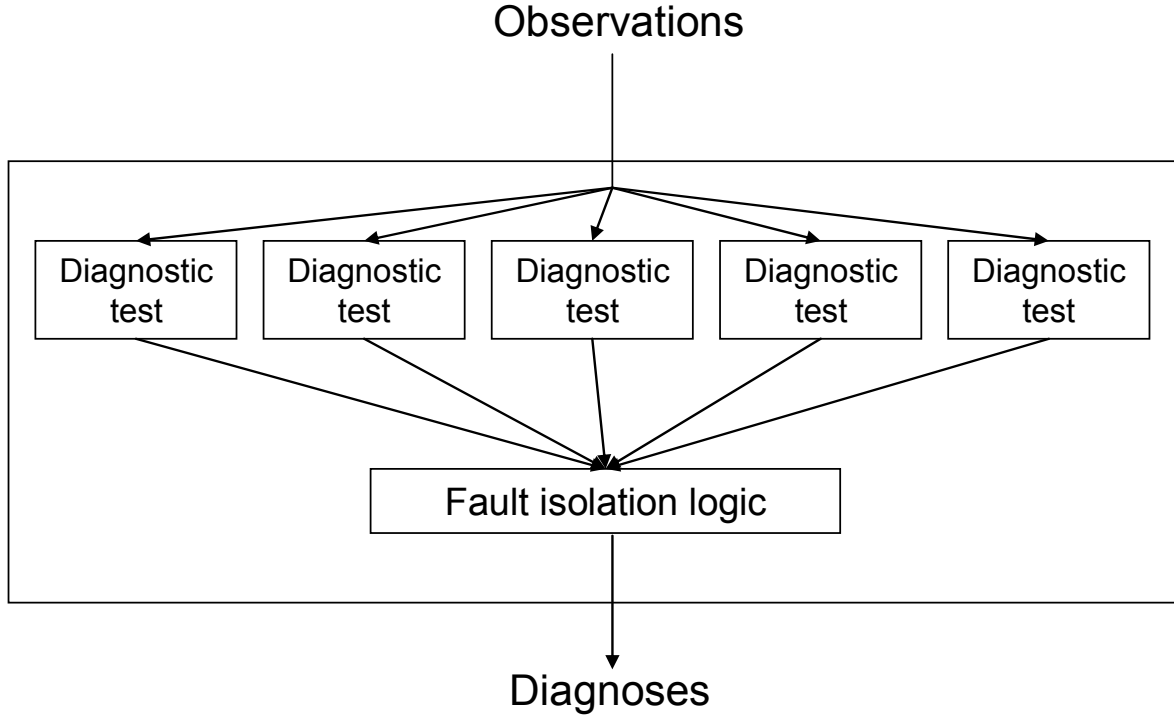 Observations
Diagnostic
test
Diagnostic
test
Diagnostic
test
Diagnostic
test
Diagnostic
test
Fault isolation logic
Diagnoses